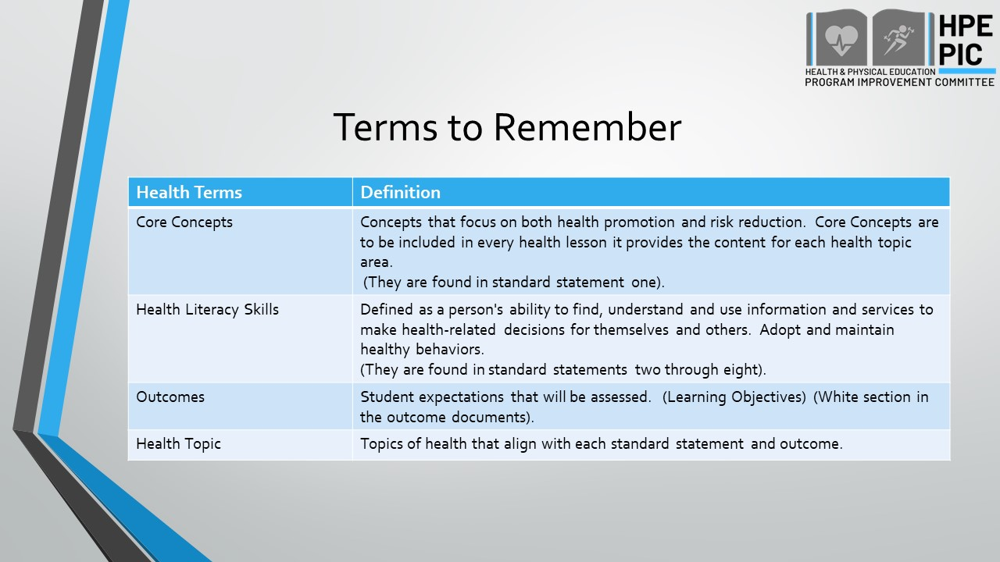 HPE
PIC
HEALTH & PHYSICAL EDUCATION
PROGRAM IMPROVEMENT COMMITTEE
Terms to Remember
Health Terms
Definition
Core Concepts
Concepts that focus on both health promotion and risk reduction.  Core Concepts are
to be included in every health lesson it provides the content for each health topic
area.
(They are found in standard statement one).
Health Literacy Skills
Defined as a person's ability to find, understand and use information and services to
make health-related decisions for themselves and others.  Adopt and maintain
healthy behaviors.
(They are found in standard statements two through eight).
Outcomes
Student expectations that will be assessed.  (Learning Objectives) (White section in
the outcome documents).
Health Topic
Topics of health that align with each standard statement and outcome.